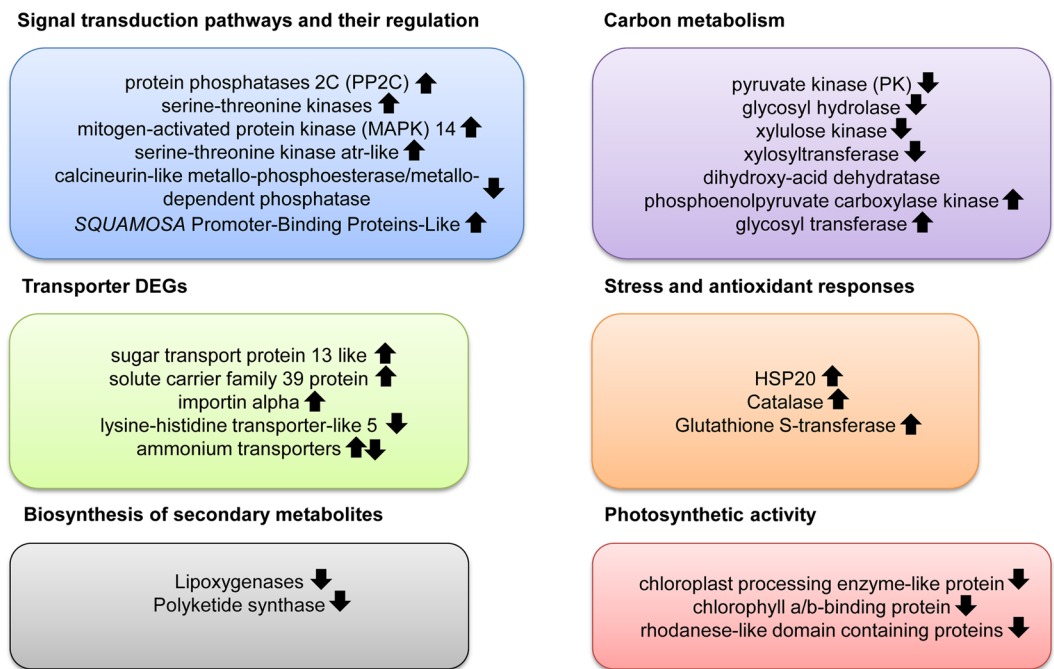 Signal transduction pathways and their regulation
protein phosphatases 2C (PP2C)
serine-threonine kinases
mitogen-activated protein kinase (MAPK) 14
serine-threonine kinase atr-like
calcineurin-like metallo-phosphoesterase/metallo-
dependent phosphatase
SQUAMOSA Promoter-Binding Proteins-Like
Carbon metabolism
pyruvate kinase (PK)
glycosyl hydrolase
xylulose kinase
xylosyltransferase
dihydroxy-acid dehydratase
phosphoenolpyruvate carboxylase kinase
glycosyl transferase
Transporter DEGs
sugar transport protein 13 like
solute carrier family 39 protein
importin alpha
lysine-histidine transporter-like 5
ammonium transporters
Stress and antioxidant responses
HSP20
Catalase
Glutathione S-transferase
Biosynthesis of secondary metabolites
Lipoxygenases
Polyketide synthase
Photosynthetic activity
chloroplast processing enzyme-like protein
chlorophyll a/b-binding protein
rhodanese-like domain containing proteins